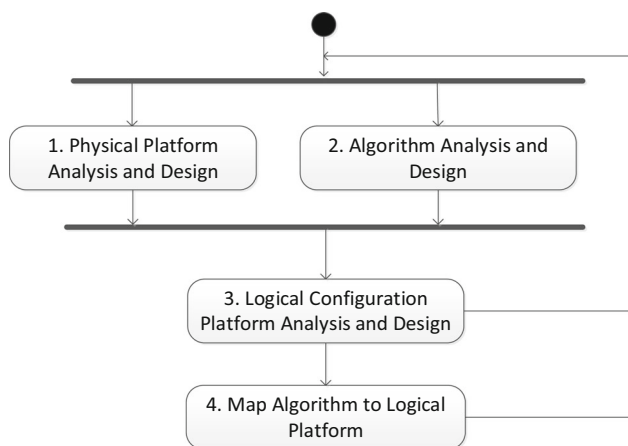 1. Physical Platform
Analysis and Design
2. Algorithm Analysis and
Design
3. Logical Configuration
Platform Analysis and Design
4. Map Algorithm to Logical
Platform